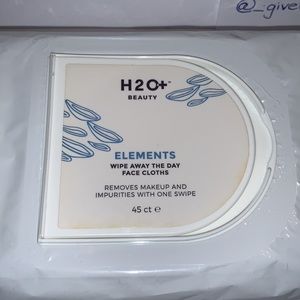 @_give
H2O+™
BEAUTY
ELEMENTS
WIPE AWAY THE DAY
FACE CLOTHS
REMOVES MAKEUP AND
IMPURITIES WITH ONE SWIPE
45 ct ℮